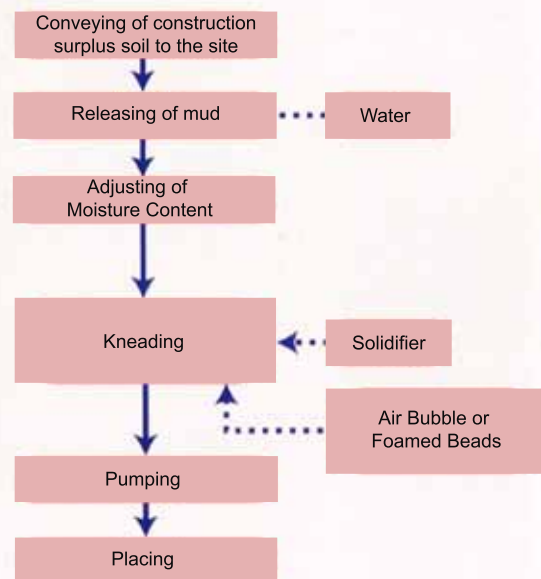 Conveying of construction
surplus soil to the site
Releasing of mud
Water
Adjusting of
Moisture Content
Kneading
Solidifier
Air Bubble or
Foamed Beads
Pumping
Placing